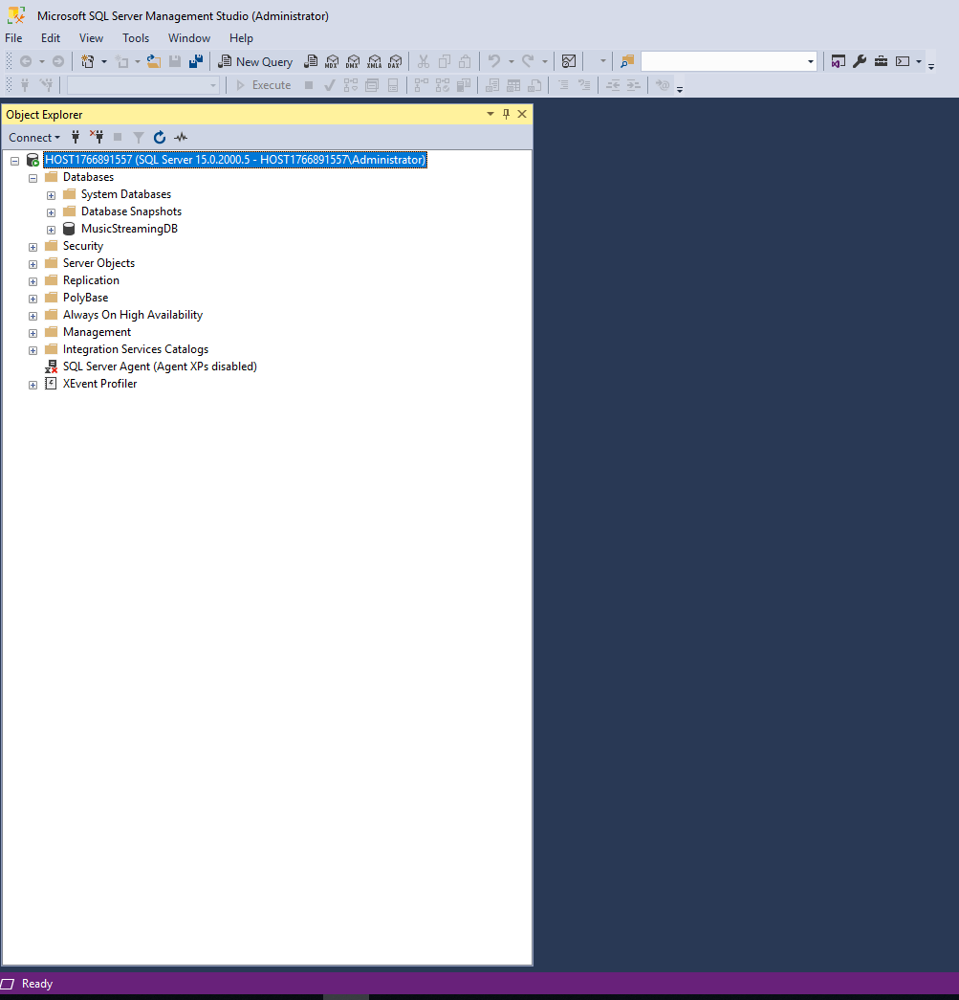 Microsoft SQL Server Management Studio (Administrator)
File Edit View Tools Window Help
New Query MDX DMX XMLA DAX
Execute
Object Explorer
Connect
HOST1766891557 (SQL Server 15.0.2000.5 - HOST1766891557\Administrator)
Databases
System Databases
Database Snapshots
MusicStreamingDB
Security
Server Objects
Replication
PolyBase
Always On High Availability
Management
Integration Services Catalogs
SQL Server Agent (Agent XPs disabled)
XEvent Profiler
Ready